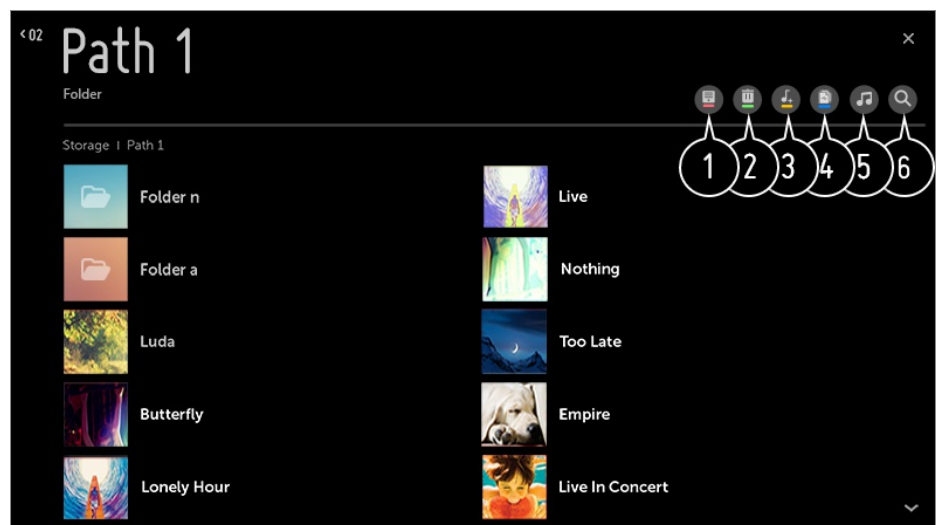 < 02
Path 1
Folder
Storage I Path 1
1 2 3 4 5 6
Folder n
Folder a
Luda
Butterfly
Lonely Hour
Live
Nothing
Too Late
Empire
Live In Concert